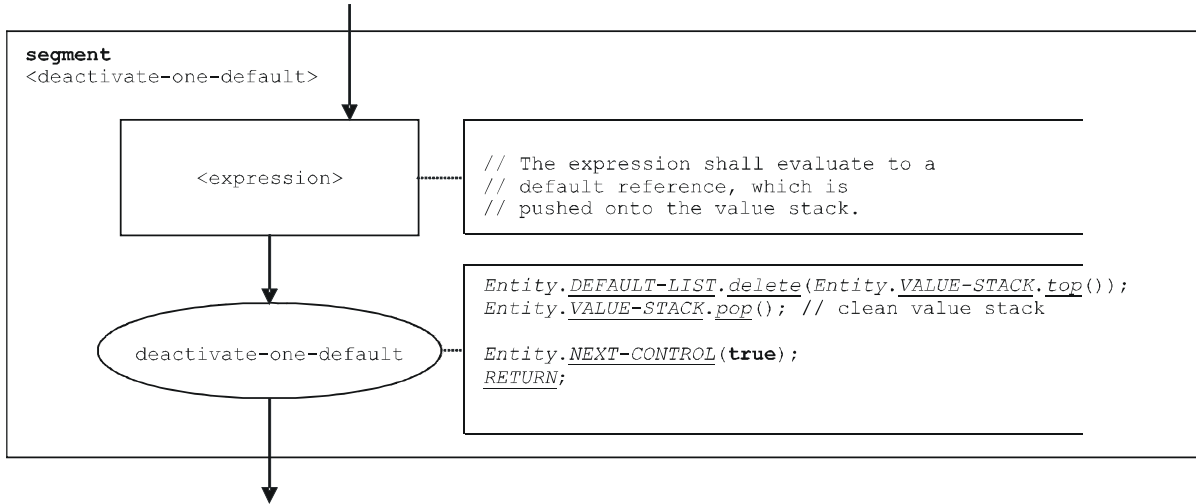 segment
<deactivate-one-default>
<expression>
// The expression shall evaluate to a
// default reference, which is
// pushed onto the value stack.
deactivate-one-default
Entity.DEFAULT-LIST.delete(Entity.VALUE-STACK.top());
Entity.VALUE-STACK.pop(); // clean value stack
Entity.NEXT-CONTROL(true);
RETURN;